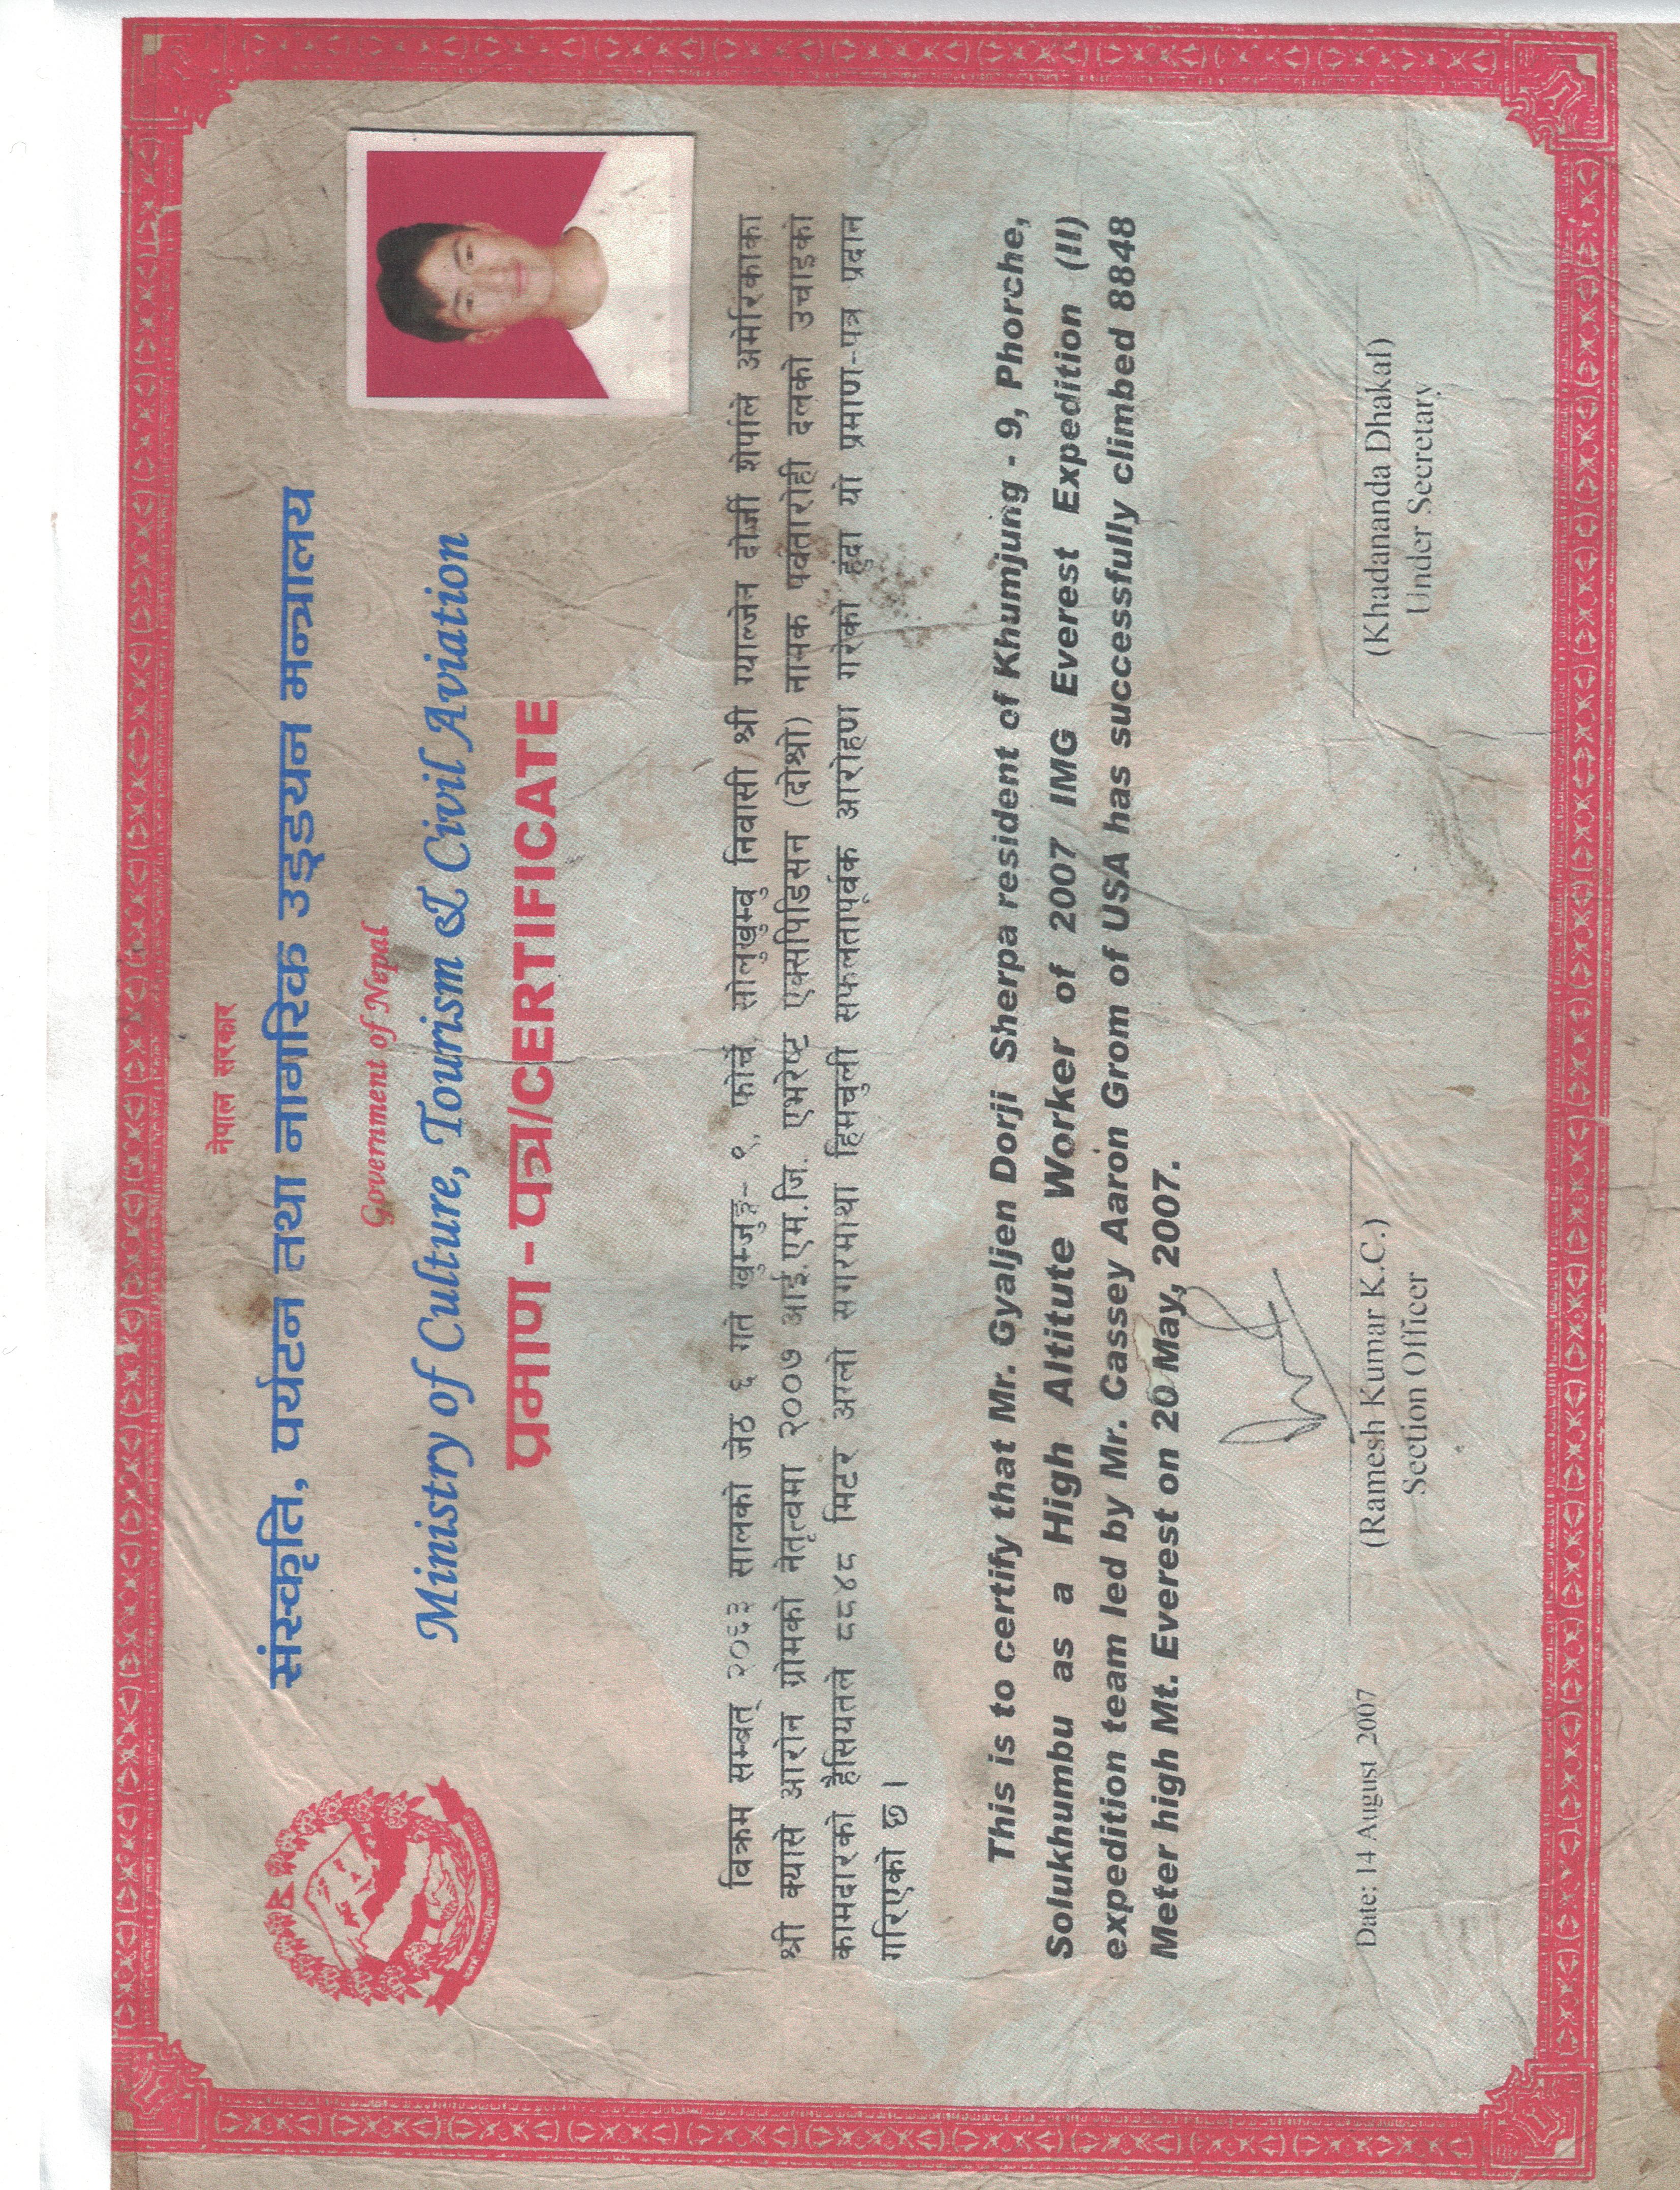 नेपाल सरकार
संस्कृति, पर्यटन तथा नागरिक उड्डयन मन्त्रालय
Government of Nepal
Ministry of Culture, Tourism & Civil Aviation
प्रमाण-पत्र/CERTIFICATE
विक्रम सम्बत् २०६३ सालको जेठ ६ गते खुम्जुङ्ग- ९, फोर्चे, सोलुखुम्बु निवासी श्री ग्याल्जेन दोर्जी शेर्पाले अमेरिकाका
श्री क्यासे आरोन ग्रोमको नेतृत्वमा २००७ आई.एम.जि. एभरेष्ट एक्सपिडिसन (दोश्रो) नामक पर्वतारोही दलको उचाइको
कामदारको हैसियतले ८८४८ मिटर अग्लो सगरमाथा हिमचुली सफलतापूर्वक आरोहण गरेको हुंदा यो प्रमाण-पत्र प्रदान
गरिएको छ ।
This is to certify that Mr. Gyaljen Dorji Sherpa resident of Khumjung - 9, Phorche,
Solukhumbu as a High Altitute Worker of 2007 IMG Everest Expedition (II)
expedition team led by Mr. Cassey Aaron Grom of USA has successfully climbed 8848
Meter high Mt. Everest on 20 May, 2007.
Date: 14 August 2007
(Ramesh Kumar K.C.)
Section Officer
(Khadananda Dhakal)
Under Secretary